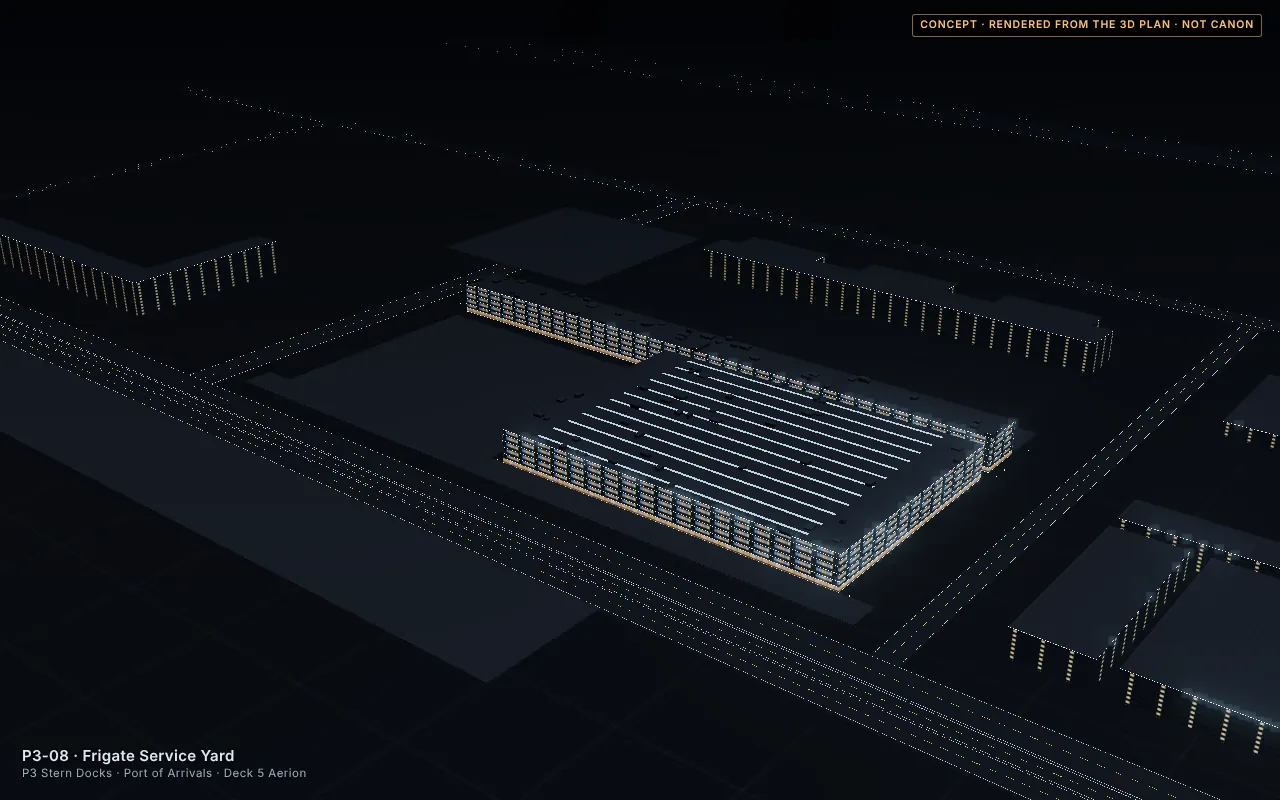 CONCEPT · RENDERED FROM THE 3D PLAN · NOT CANON
P3-08 · Frigate Service Yard
P3 Stern Docks · Port of Arrivals · Deck 5 Aerion